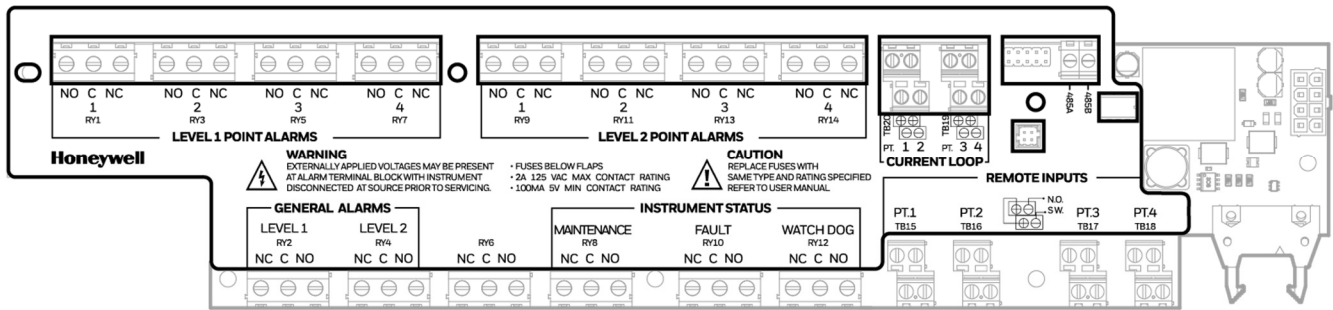 NO C NC NO C NC NO C NC NO C NC
1 2 3 4
RY1 RY3 RY5 RY7
LEVEL 1 POINT ALARMS
NO C NC NO C NC NO C NC NO C NC
1 2 3 4
RY9 RY11 RY13 RY14
LEVEL 2 POINT ALARMS
TB20 TB19
PT. 1 2 PT. 3 4
CURRENT LOOP
485A
485B
Honeywell
WARNING
EXTERNALLY APPLIED VOLTAGES MAY BE PRESENT
AT ALARM TERMINAL BLOCK WITH INSTRUMENT
DISCONNECTED AT SOURCE PRIOR TO SERVICING.
• FUSES BELOW FLAPS
• 2A 125 VAC MAX CONTACT RATING
• 100MA 5V MIN CONTACT RATING
CAUTION
REPLACE FUSES WITH
SAME TYPE AND RATING SPECIFIED
REFER TO USER MANUAL
REMOTE INPUTS
GENERAL ALARMS
LEVEL 1 LEVEL 2
RY2 RY4 RY6
NC C NO NC C NO NC C NO
INSTRUMENT STATUS
MAINTENANCE FAULT WATCH DOG
RY8 RY10 RY12
NC C NO NC C NO NC C NO
PT.1 PT.2 PT.3 PT.4
TB15 TB16 TB17 TB18
N.O.
SW.